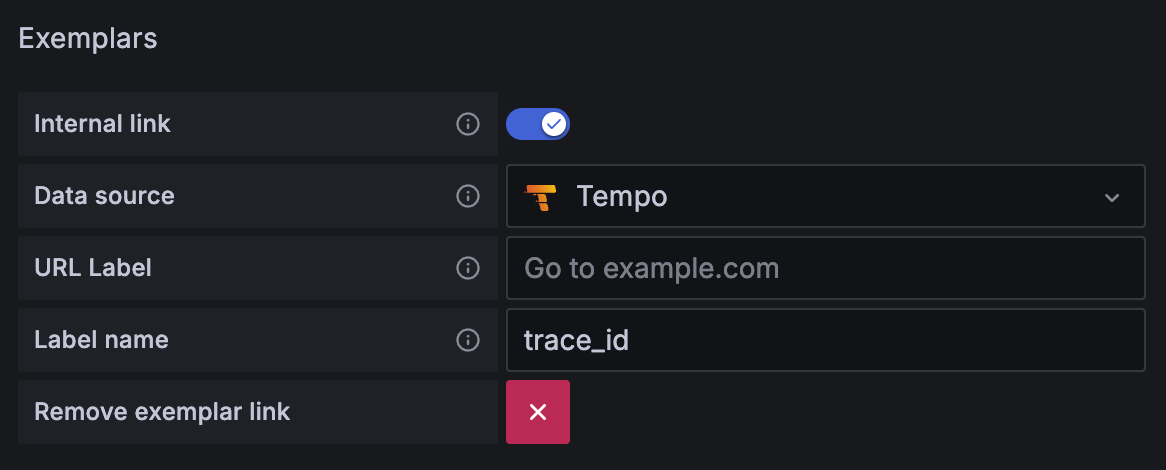 Exemplars
Internal link
Data source Tempo
URL Label Go to example.com
Label name trace_id
Remove exemplar link